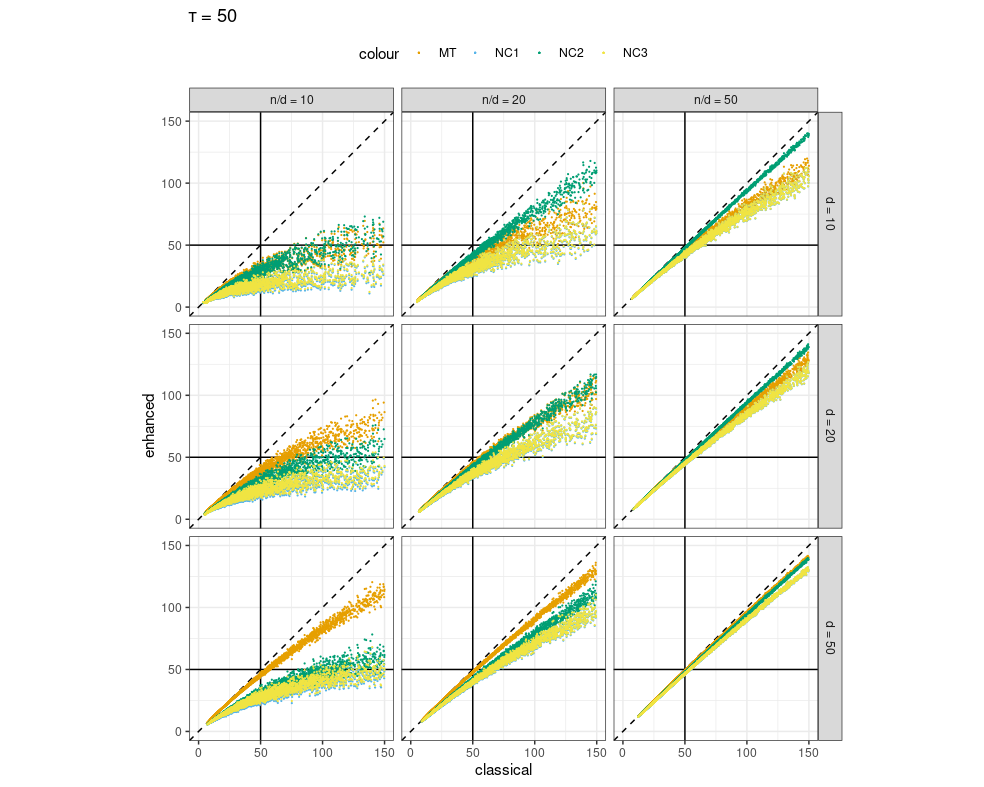 τ = 50
colour MT NC1 NC2 NC3
n/d = 10 n/d = 20 n/d = 50
150
100
50
0
d = 10
150
100
50
0
d = 20
150
100
50
0
d = 50
enhanced
0 50 100 150 0 50 100 150 0 50 100 150
classical